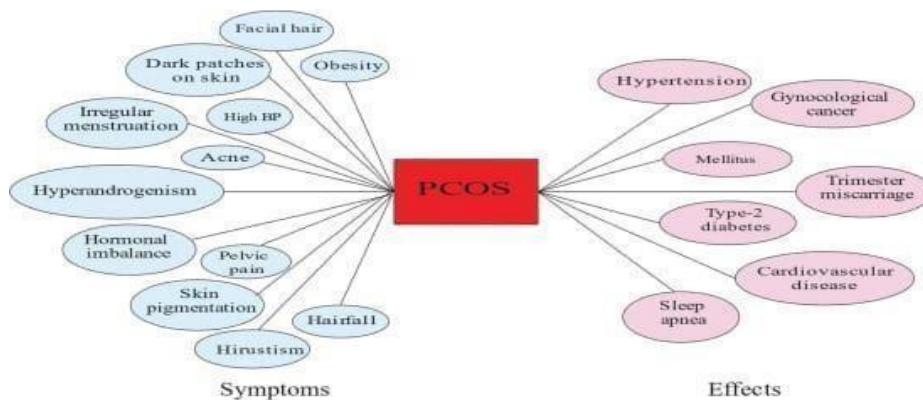 Facial hair
Dark patches
on skin
Obesity
Irregular
menstruation
High BP
Acne
Hyperandrogenism
Hormonal
imbalance
Pelvic
pain
Skin
pigmentation
Hairfall
Hirustism
Symptoms
PCOS
Hypertension
Gynocological
cancer
Mellitus
Trimester
miscarriage
Type-2
diabetes
Cardiovascular
disease
Sleep
apnea
Effects